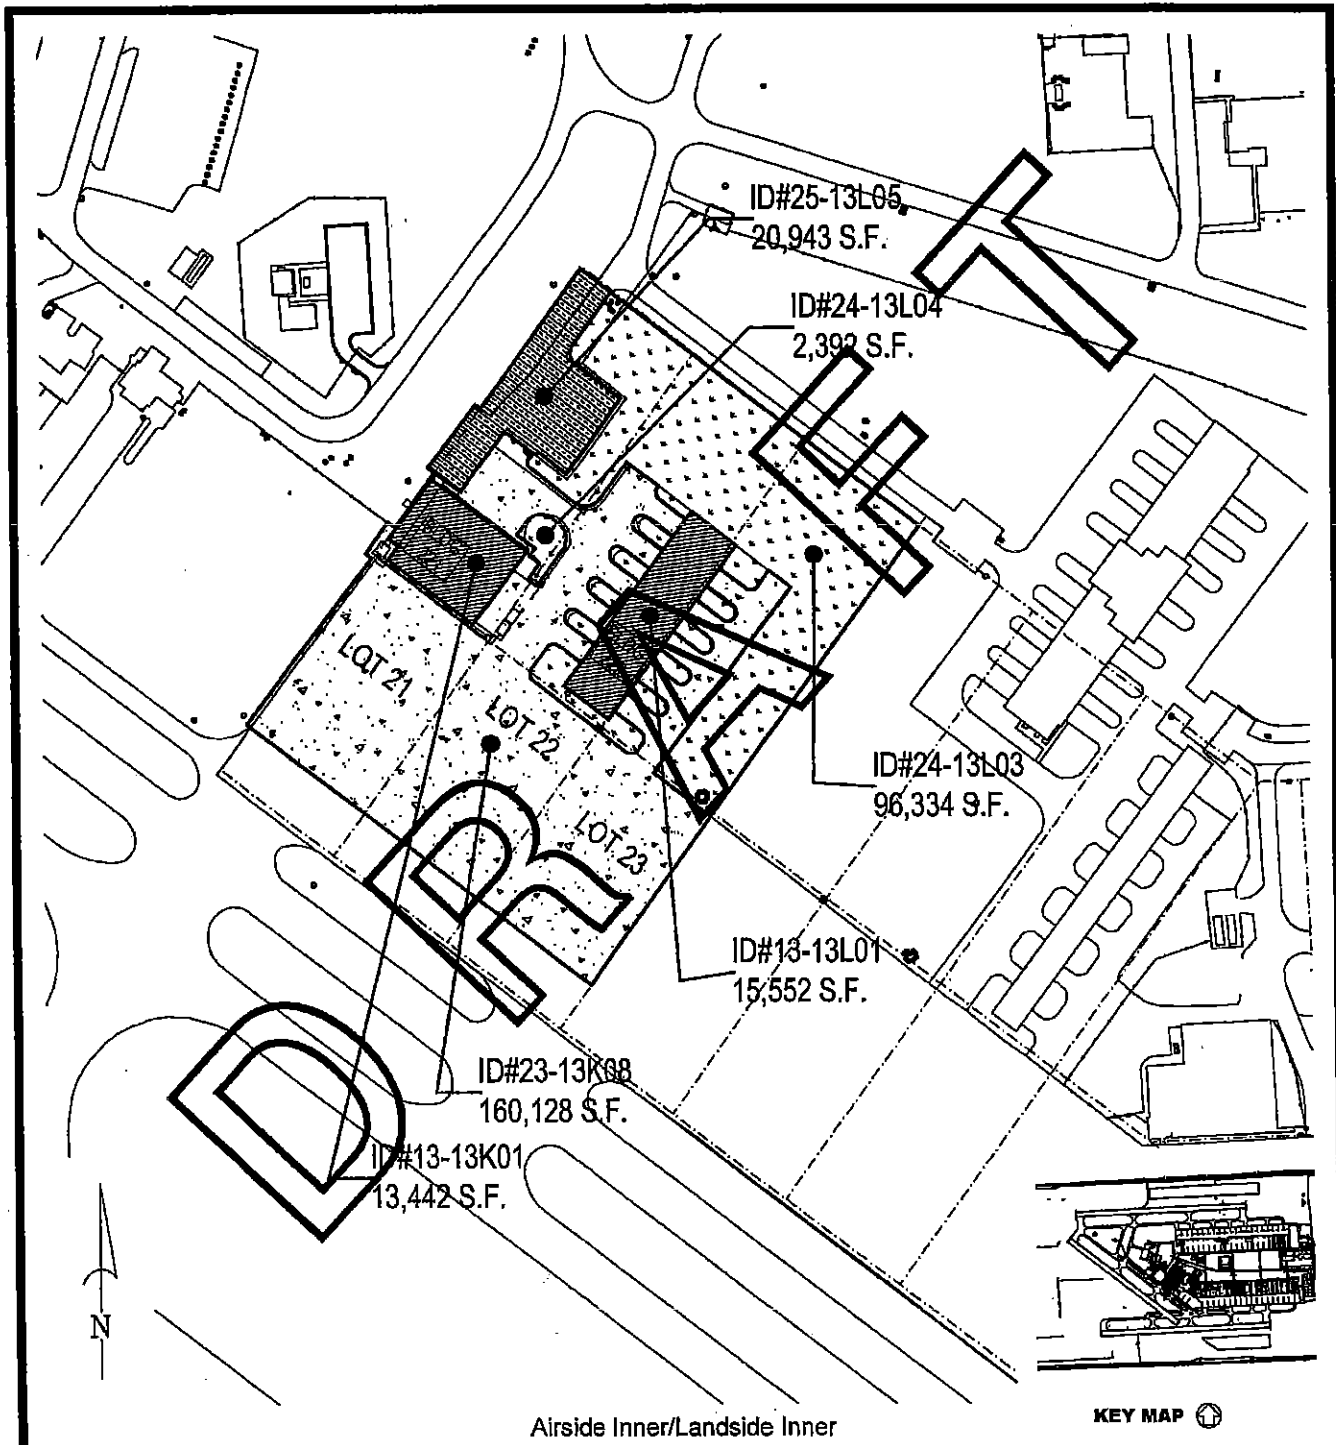 ID#25-13L05
20,943 S.F.
ID#24-13L04
2,392 S.F.
LOT 21
LOT 22
LOT 23
ID#24-13L03
96,334 S.F.
ID#13-13L01
15,552 S.F.
ID#23-13K08
160,128 S.F.
ID#13-13K01
13,442 S.F.
DRAFT
N
Airside Inner/Landside Inner
KEY MAP